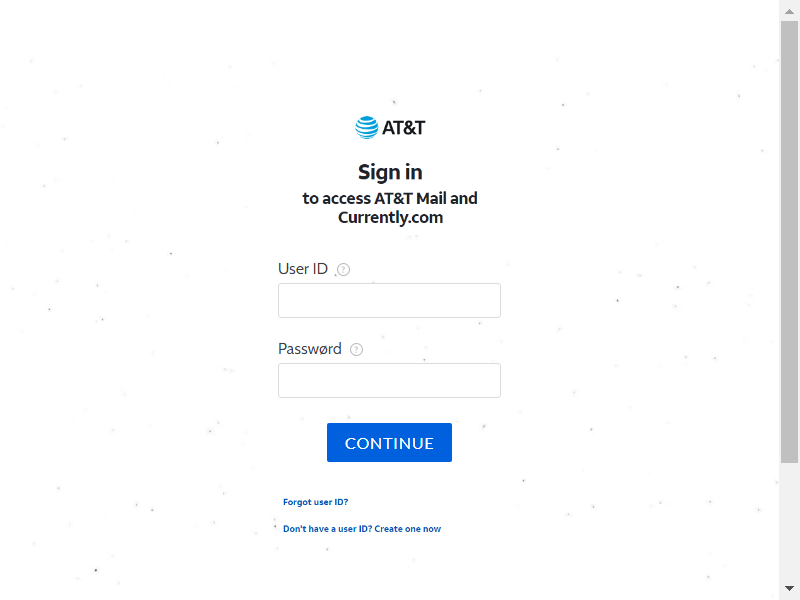 AT&T
Sign in
to access AT&T Mail and
Currently.com
User ID ?
Passwørd ?
CONTINUE
Forgot user ID?
Don't have a user ID? Create one now